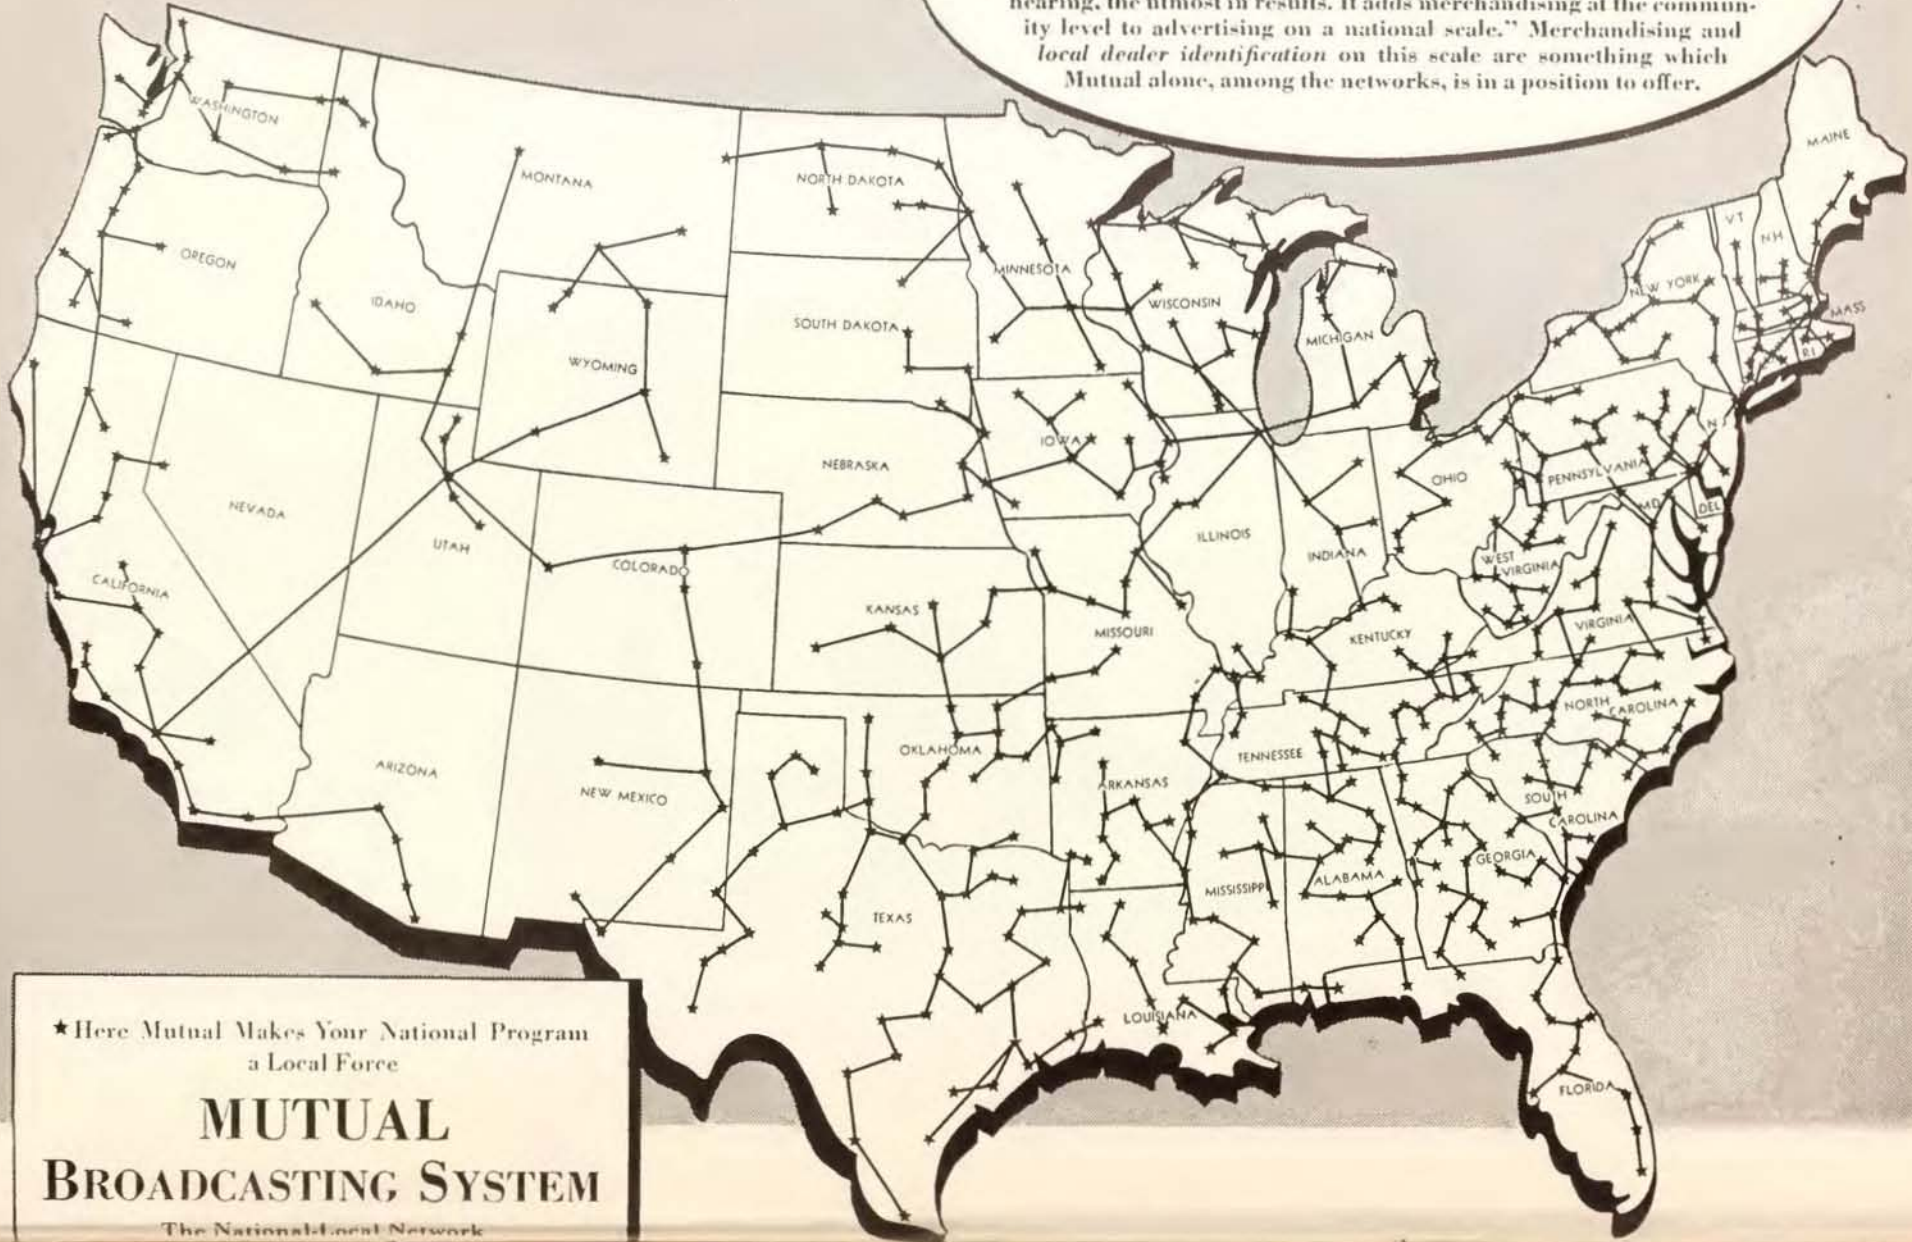 hearing, the utmost in results. It adds merchandising at the commun-
ity level to advertising on a national scale." Merchandising and
local dealer identification on this scale are something which
Mutual alone, among the networks, is in a position to offer.
WASHINGTON
MONTANA
NORTH DAKOTA
MAINE
VT
NH
OREGON
IDAHO
MINNESOTA
WISCONSIN
NEW YORK
MASS
SOUTH DAKOTA
WYOMING
MICHIGAN
RI
IOWA
NEBRASKA
NEVADA
UTAH
COLORADO
ILLINOIS
INDIANA
OHIO
PENNSYLVANIA
N
MD
DEL
WEST
VIRGINIA
CALIFORNIA
KANSAS
MISSOURI
KENTUCKY
VIRGINIA
ARIZONA
NEW MEXICO
OKLAHOMA
ARKANSAS
TENNESSEE
NORTH
CAROLINA
SOUTH
CAROLINA
TEXAS
MISSISSIPPI
ALABAMA
GEORGIA
LOUISIANA
FLORIDA
★Here Mutual Makes Your National Program
a Local Force
MUTUAL
BROADCASTING SYSTEM
The National-Local Network